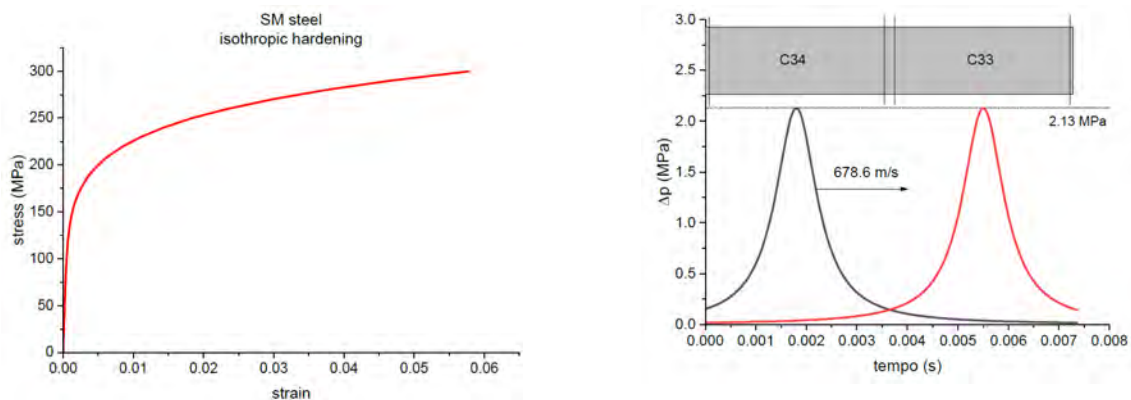 SM steel
isothropic hardening
300
250
200
150
100
50
0
stress (MPa)
0.00 0.01 0.02 0.03 0.04 0.05 0.06
strain
3.0
2.5
2.0
1.5
1.0
0.5
0.0
Δp (MPa)
C34 C33
2.13 MPa
678.6 m/s
0.000 0.001 0.002 0.003 0.004 0.005 0.006 0.007 0.008
tempo (s)